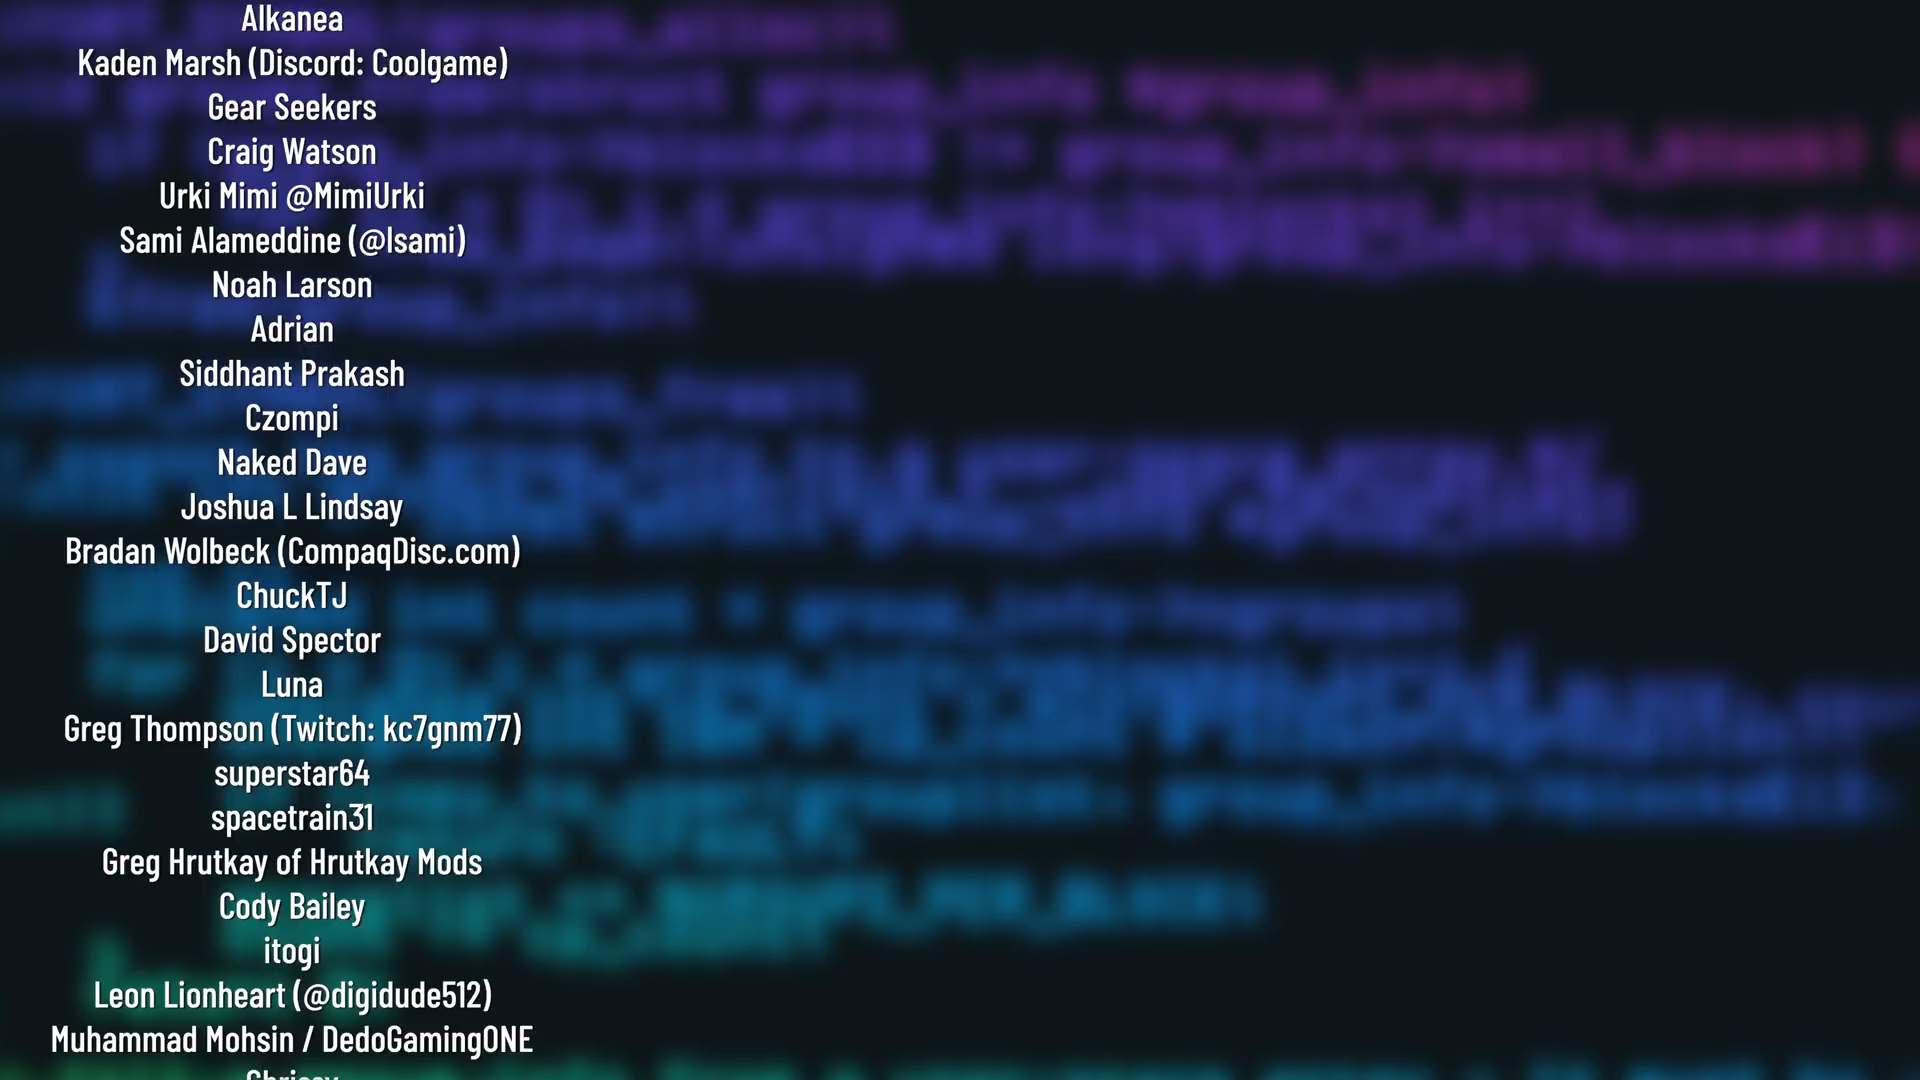 Alkanea
Kaden Marsh (Discord: Coolgame)
Gear Seekers
Craig Watson
Urki Mimi @MimiUrki
Sami Alameddine (@lsami)
Noah Larson
Adrian
Siddhant Prakash
Czompi
Naked Dave
Joshua L Lindsay
Bradan Wolbeck (CompaqDisc.com)
ChuckTJ
David Spector
Luna
Greg Thompson (Twitch: kc7gnm77)
superstar64
spacetrain31
Greg Hrutkay of Hrutkay Mods
Cody Bailey
itogi
Leon Lionheart (@digidude512)
Muhammad Mohsin / DedoGamingONE